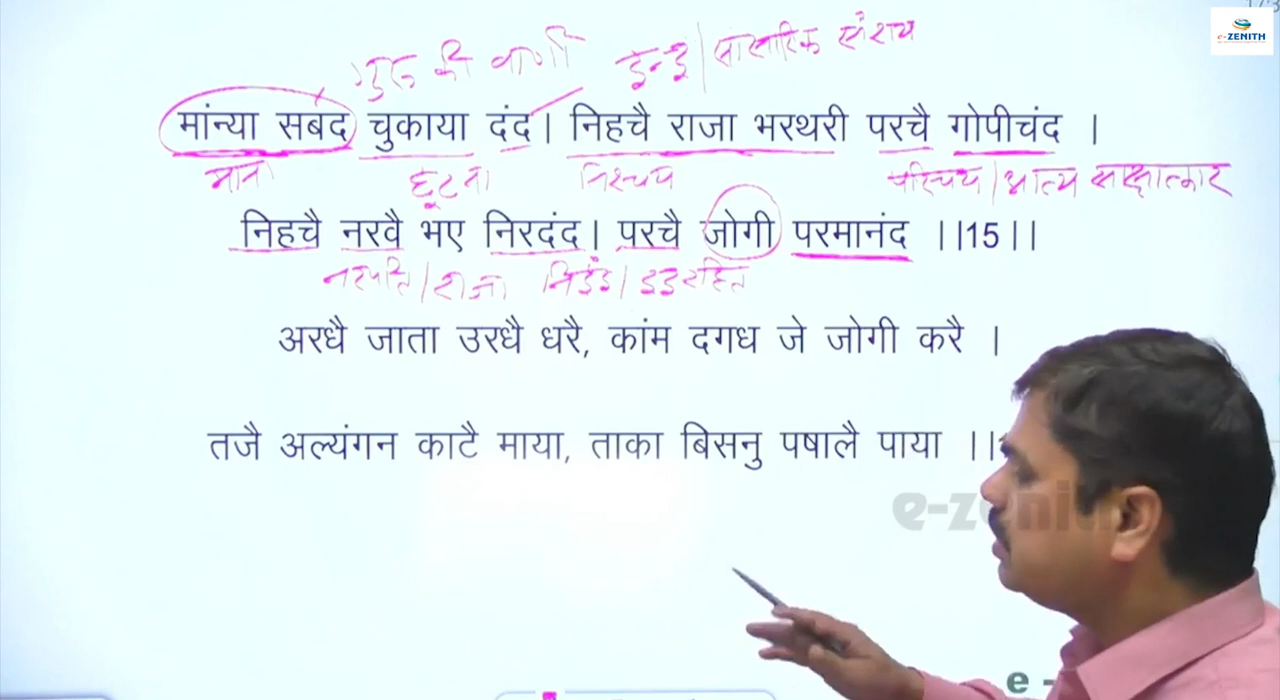 e-ZENITH
गुरु की वाणी द्वन्द्व/सांसारिक संशय
मांन्या सबद चुकाया दंद। निहचै राजा भरथरी परचै गोपीचंद ।
माना छूटना निश्चय परिचय/आत्म साक्षात्कार
निहचै नरवै भए निरदंद। परचै जोगी परमानंद ।।15।।
नरपति/राजा
अरधै जाता उरधै धरै, कांम दगध जे जोगी करै ।
तजै अल्यंगन काटै माया, ताका बिसनु पषालै पाया ।।
e-zenith
e -